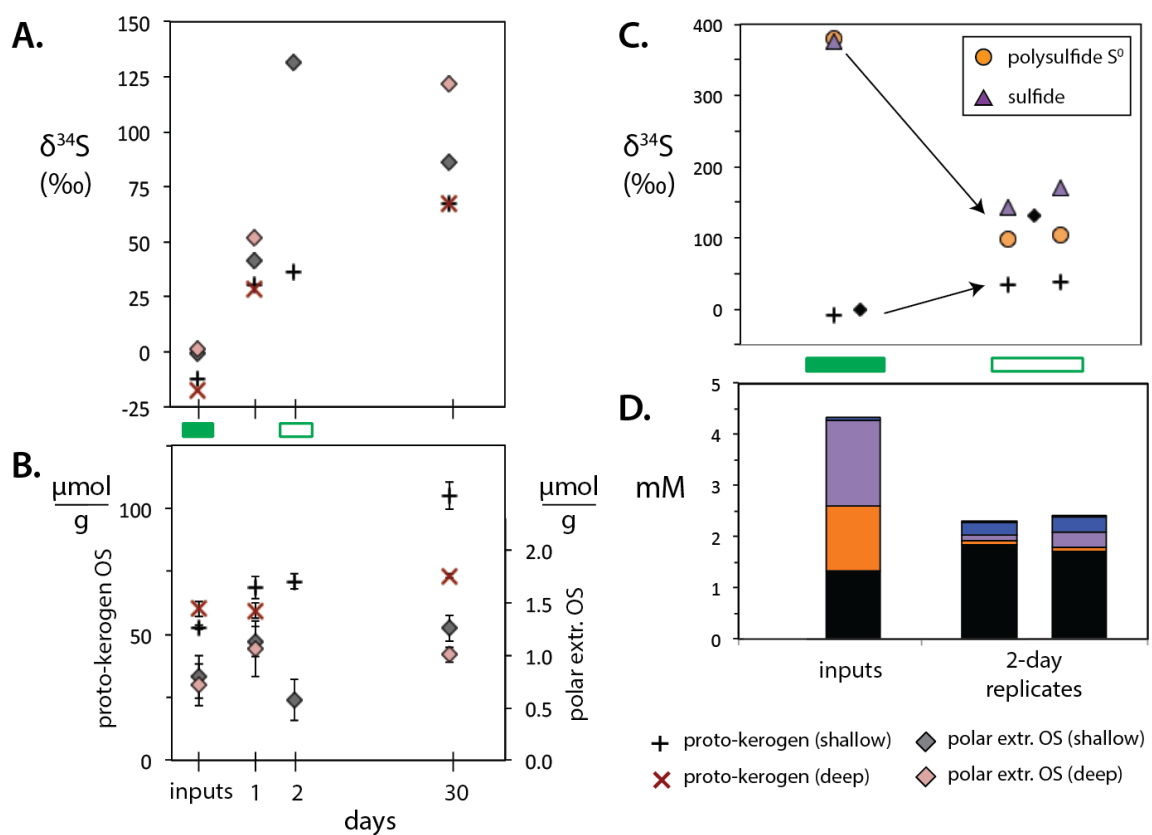 A.
150
125
100
75
50
25
0
-25
δ³⁴S
(‰)
B.
µmol
g
proto-kerogen OS
100
50
0
µmol
g
polar extr. OS
2.0
1.5
1.0
0.5
0.0
inputs 1 2 30
days
C.
400
300
200
100
0
δ³⁴S
(‰)
polysulfide S⁰
sulfide
D.
mM
5
4
3
2
1
0
inputs
2-day
replicates
proto-kerogen (shallow)
polar extr. OS (shallow)
proto-kerogen (deep)
polar extr. OS (deep)